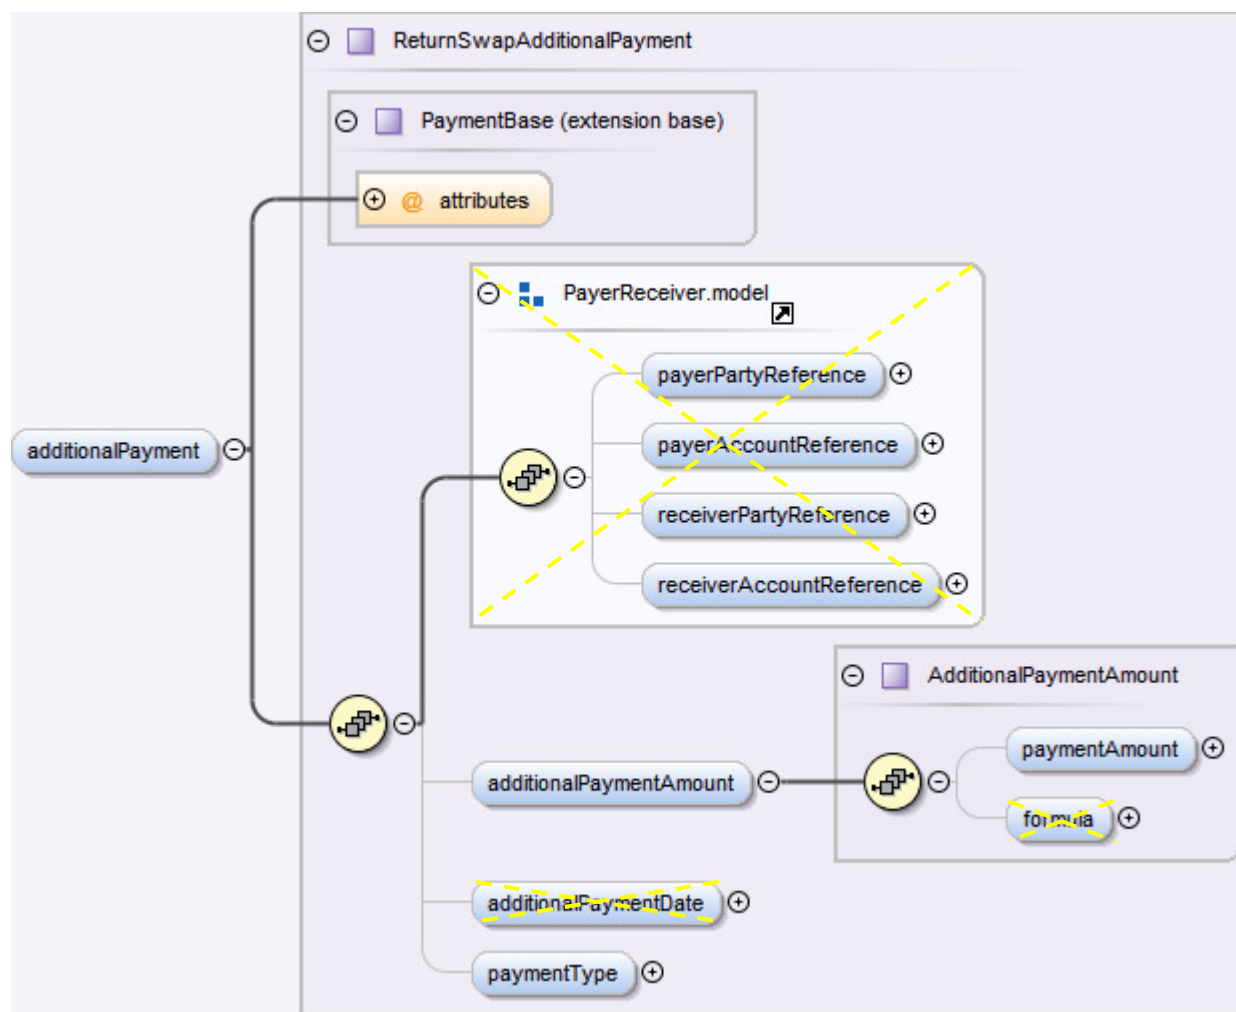 ReturnSwapAdditionalPayment
PaymentBase (extension base)
@ attributes
PayerReceiver.model
payerPartyReference
payerAccountReference
receiverPartyReference
receiverAccountReference
additionalPayment
AdditionalPaymentAmount
paymentAmount
additionalPaymentAmount
formula
additionalPaymentDate
paymentType